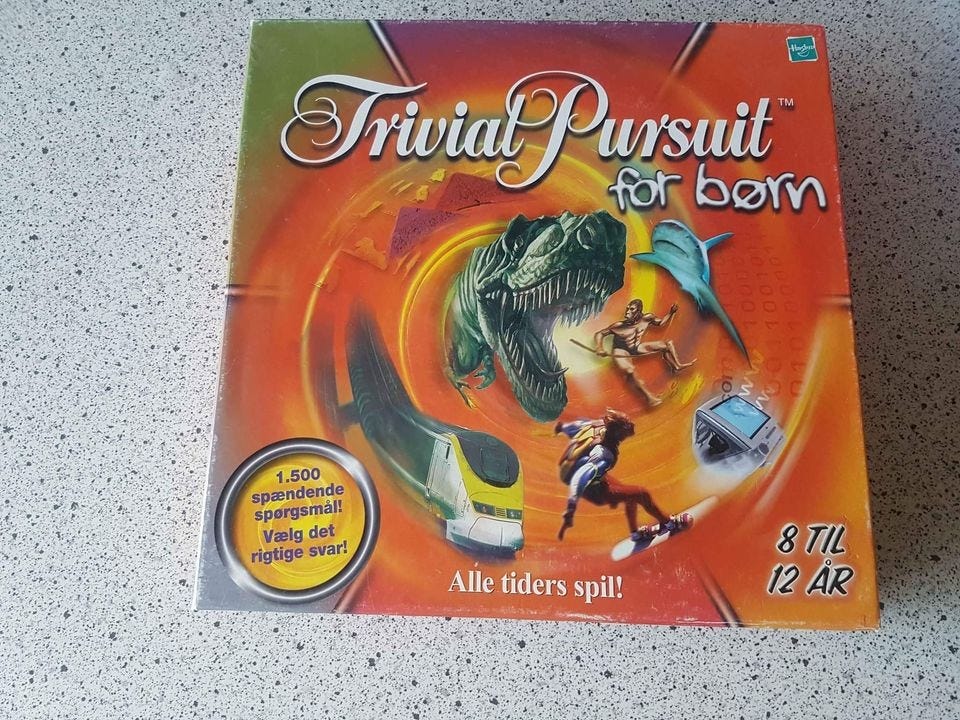 Hasbro
Trivial Pursuit™
for børn
1.500
spændende
spørgsmål!
Vælg det
rigtige svar!
Alle tiders spil!
8 TIL
12 ÅR